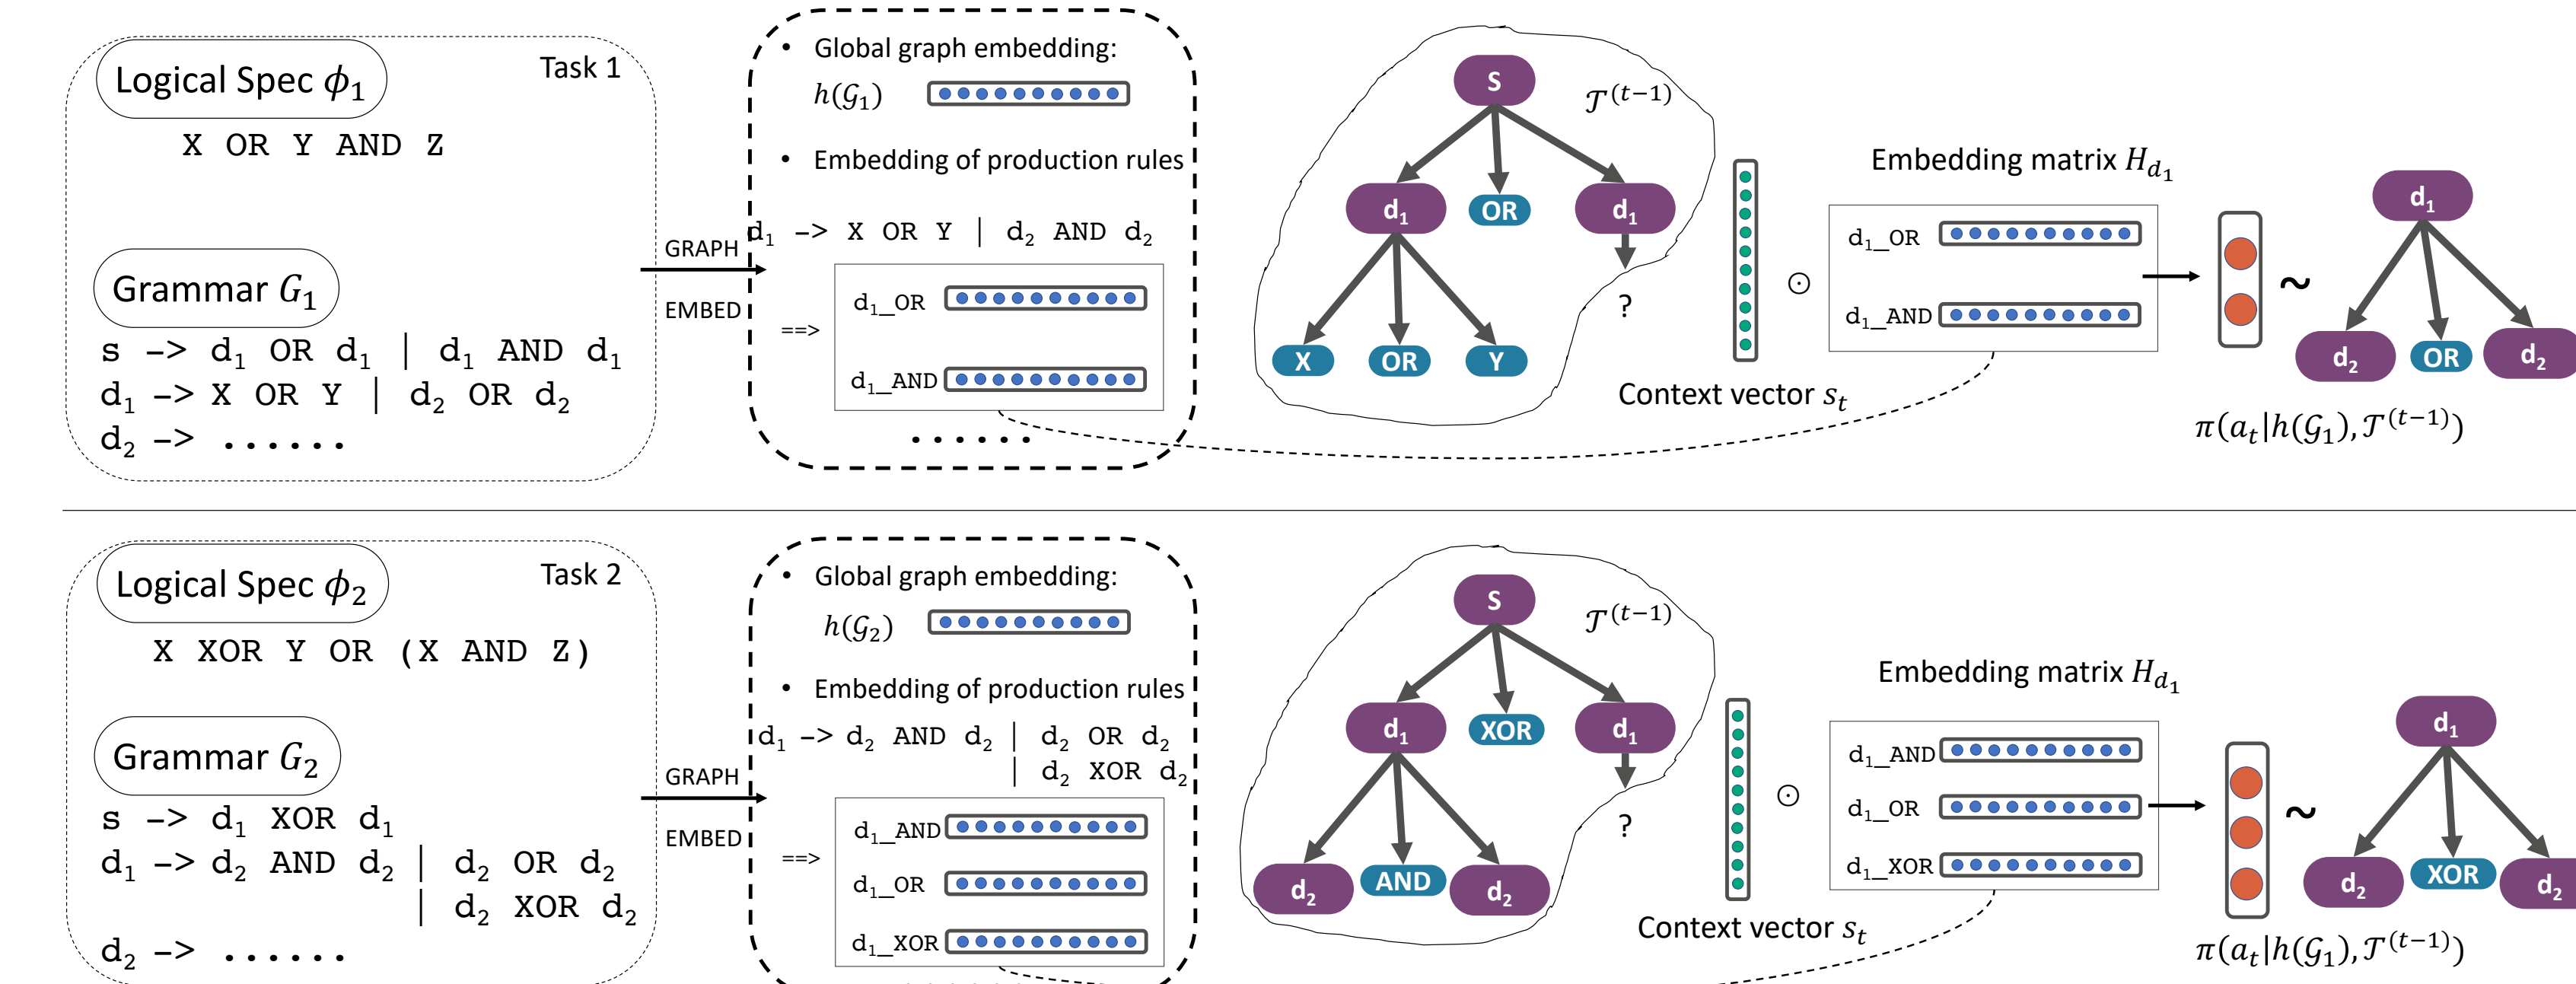 Logical Spec ϕ₁
Task 1
X OR Y AND Z
Grammar G₁
s -> d₁ OR d₁ | d₁ AND d₁
d₁ -> X OR Y | d₂ OR d₂
d₂ -> ......
GRAPH
EMBED
• Global graph embedding:
h(𝒢₁)
• Embedding of production rules
d₁ -> X OR Y | d₂ AND d₂
==>
d₁_OR
d₁_AND
......
S
𝒯^(t−1)
d₁ OR d₁
?
X OR Y
Context vector s_t
⊙
Embedding matrix H_d₁
d₁_OR
d₁_AND
~
d₁
d₂ OR d₂
π(a_t|h(𝒢₁), 𝒯^(t−1))
Logical Spec ϕ₂
Task 2
X XOR Y OR (X AND Z)
Grammar G₂
s -> d₁ XOR d₁
d₁ -> d₂ AND d₂ | d₂ OR d₂
| d₂ XOR d₂
d₂ -> ......
GRAPH
EMBED
• Global graph embedding:
h(𝒢₂)
• Embedding of production rules
d₁ -> d₂ AND d₂ | d₂ OR d₂
| d₂ XOR d₂
==>
d₁_AND
d₁_OR
d₁_XOR
S
𝒯^(t−1)
d₁ XOR d₁
?
d₂ AND d₂
Context vector s_t
⊙
Embedding matrix H_d₁
d₁_AND
d₁_OR
d₁_XOR
~
d₁
d₂ XOR d₂
π(a_t|h(𝒢₁), 𝒯^(t−1))